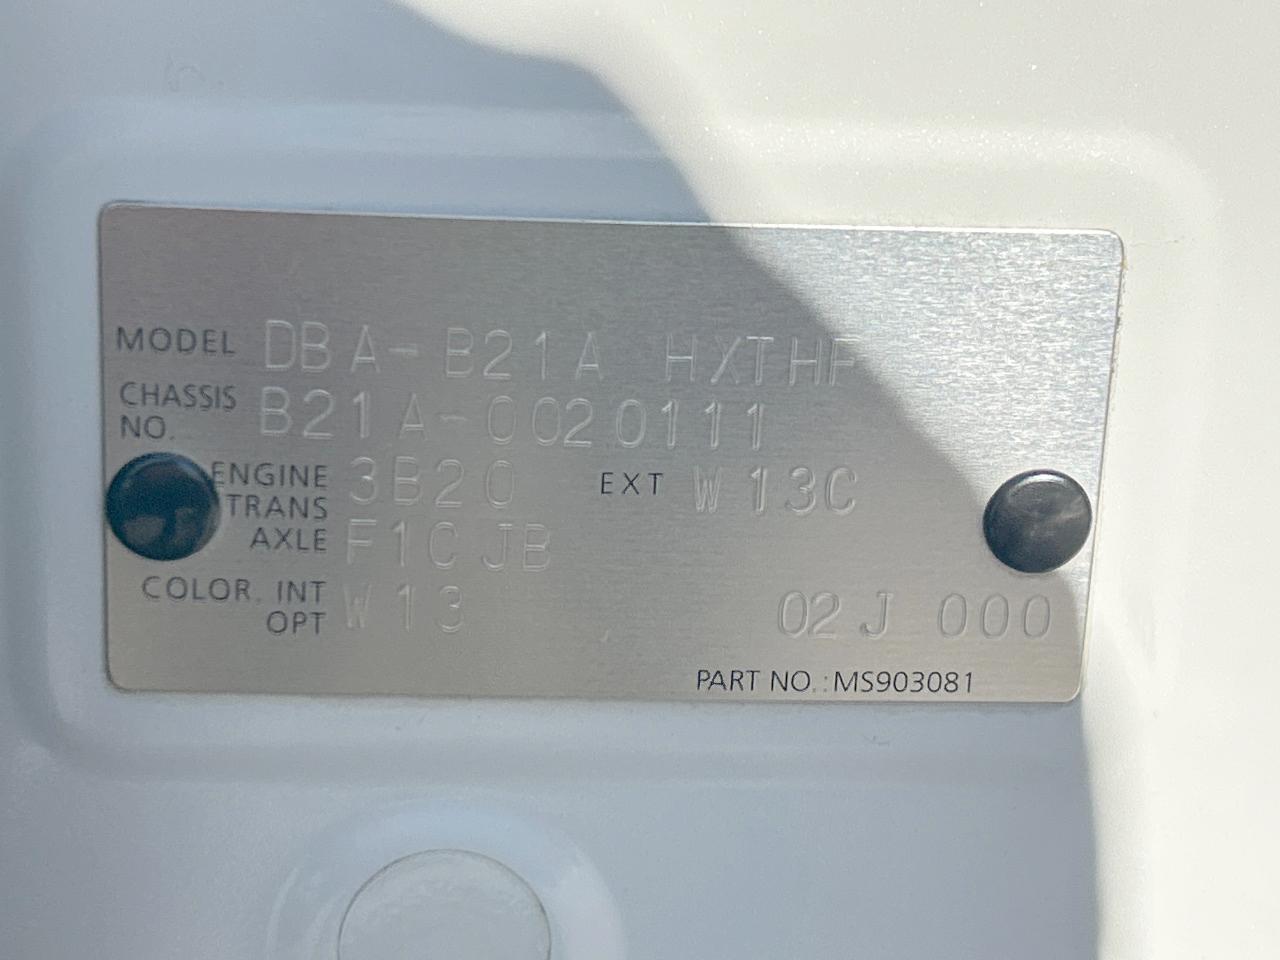 MODEL DBA-B21A HXTHF
CHASSIS NO. B21A-0020111
ENGINE 3B20 EXT W13C
TRANS AXLE F1CJB
COLOR. INT OPT W13 02J 000
PART NO.:MS903081